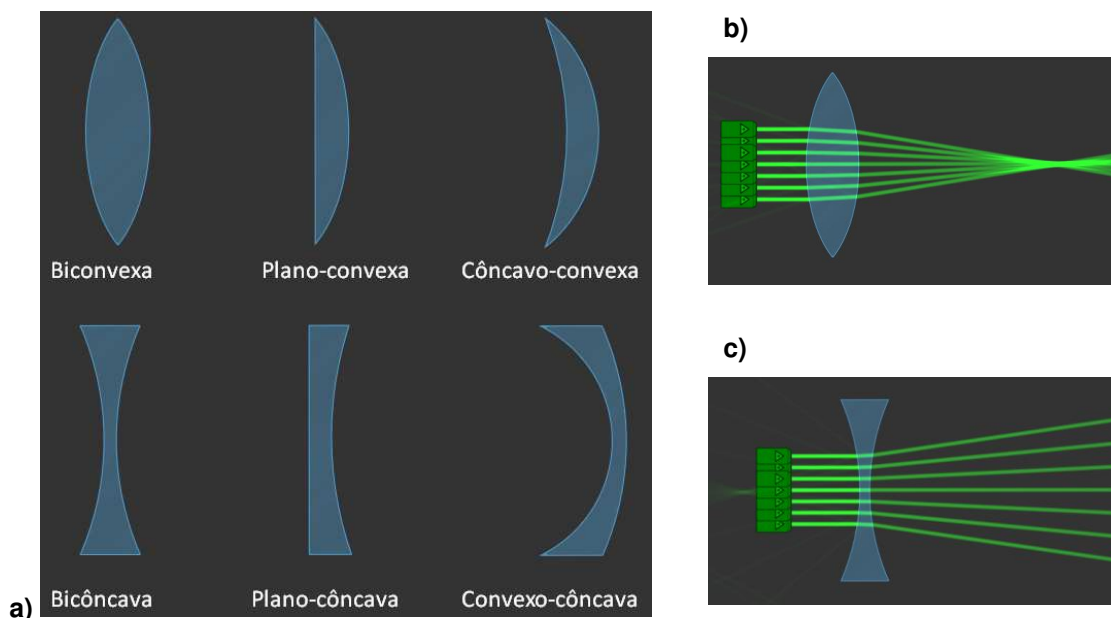 b)
Biconvexa Plano-convexa Côncavo-convexa
c)
a) Bicôncava Plano-côncava Convexo-côncava